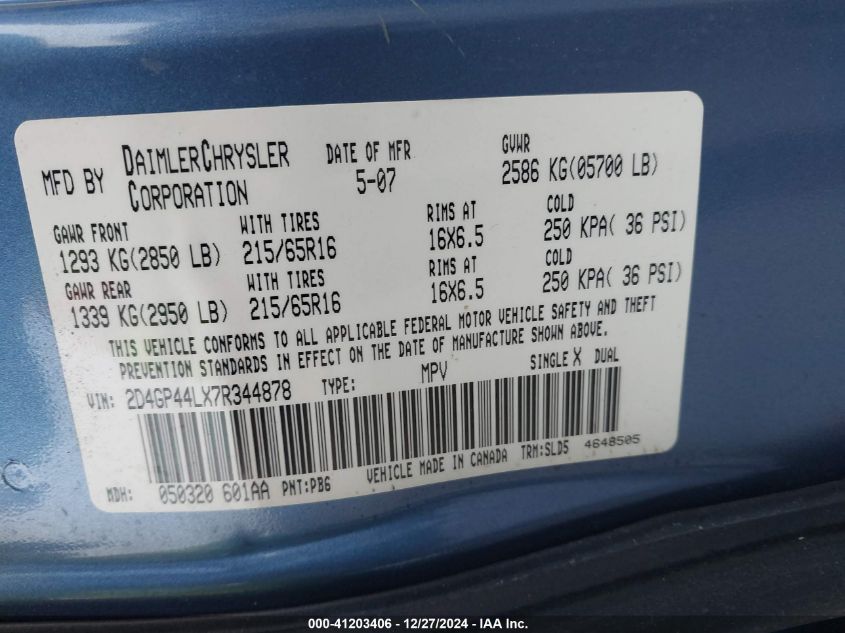 MFD BY DAIMLERCHRYSLER CORPORATION DATE OF MFR 5-07 GVWR 2586 KG(05700 LB)
GAWR FRONT WITH TIRES RIMS AT COLD
1293 KG(2850 LB) 215/65R16 16X6.5 250 KPA( 36 PSI)
GAWR REAR WITH TIRES RIMS AT COLD
1339 KG(2950 LB) 215/65R16 16X6.5 250 KPA( 36 PSI)
THIS VEHICLE CONFORMS TO ALL APPLICABLE FEDERAL MOTOR VEHICLE SAFETY AND THEFT
PREVENTION STANDARDS IN EFFECT ON THE DATE OF MANUFACTURE SHOWN ABOVE.
VIN: 2D4GP44LX7R344878 TYPE: MPV SINGLE X DUAL
MDH: 050320 601AA PNT:PB6 VEHICLE MADE IN CANADA TRM:SLD5 4648505
000-41203406 - 12/27/2024 - IAA Inc.